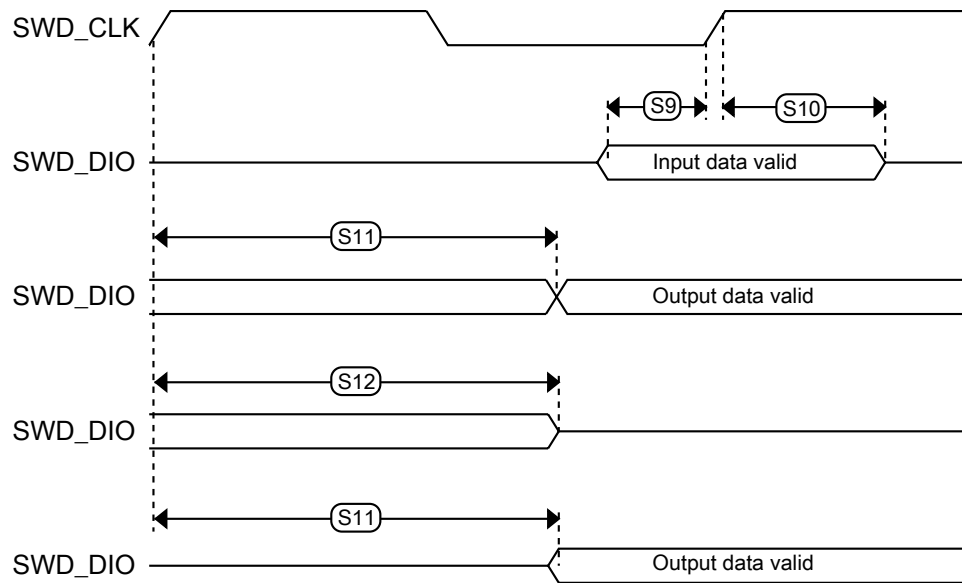 SWD_CLK
S9
S10
SWD_DIO
Input data valid
S11
SWD_DIO
Output data valid
S12
SWD_DIO
S11
SWD_DIO
Output data valid